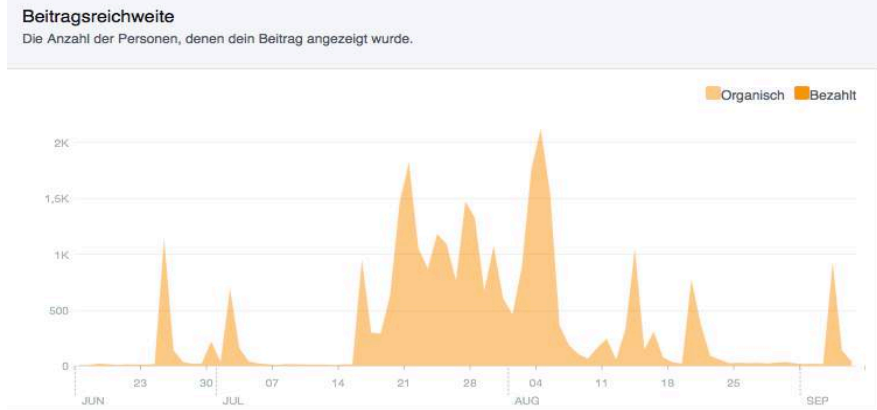 Beitragsreichweite
Die Anzahl der Personen, denen dein Beitrag angezeigt wurde.
Organisch Bezahlt
2K
1,5K
1K
500
0
23 30 07 14 21 28 04 11 18 25
JUN JUL AUG SEP